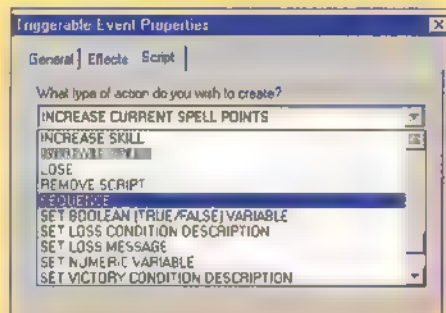 Triggerable Event Properties
General Effects Script
What type of action do you wish to create?
INCREASE CURRENT SPELL POINTS
INCREASE SKILL
LOSE
REMOVE SCRIPT
SEQUENCE
SET BOOLEAN (TRUE/FALSE) VARIABLE
SET LOSS CONDITION DESCRIPTION
SET LOSS MESSAGE
SET NUMERIC VARIABLE
SET VICTORY CONDITION DESCRIPTION